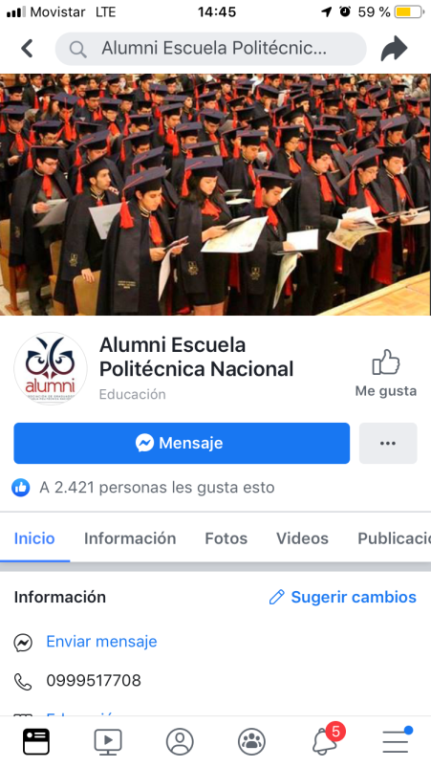 Movistar LTE 14:45 59 %
Alumni Escuela Politécnic...
Alumni Escuela
Politécnica Nacional
Educación
Me gusta
alumni
Mensaje
A 2.421 personas les gusta esto
Inicio Información Fotos Videos Publicaci
Información Sugerir cambios
Enviar mensaje
0999517708
5